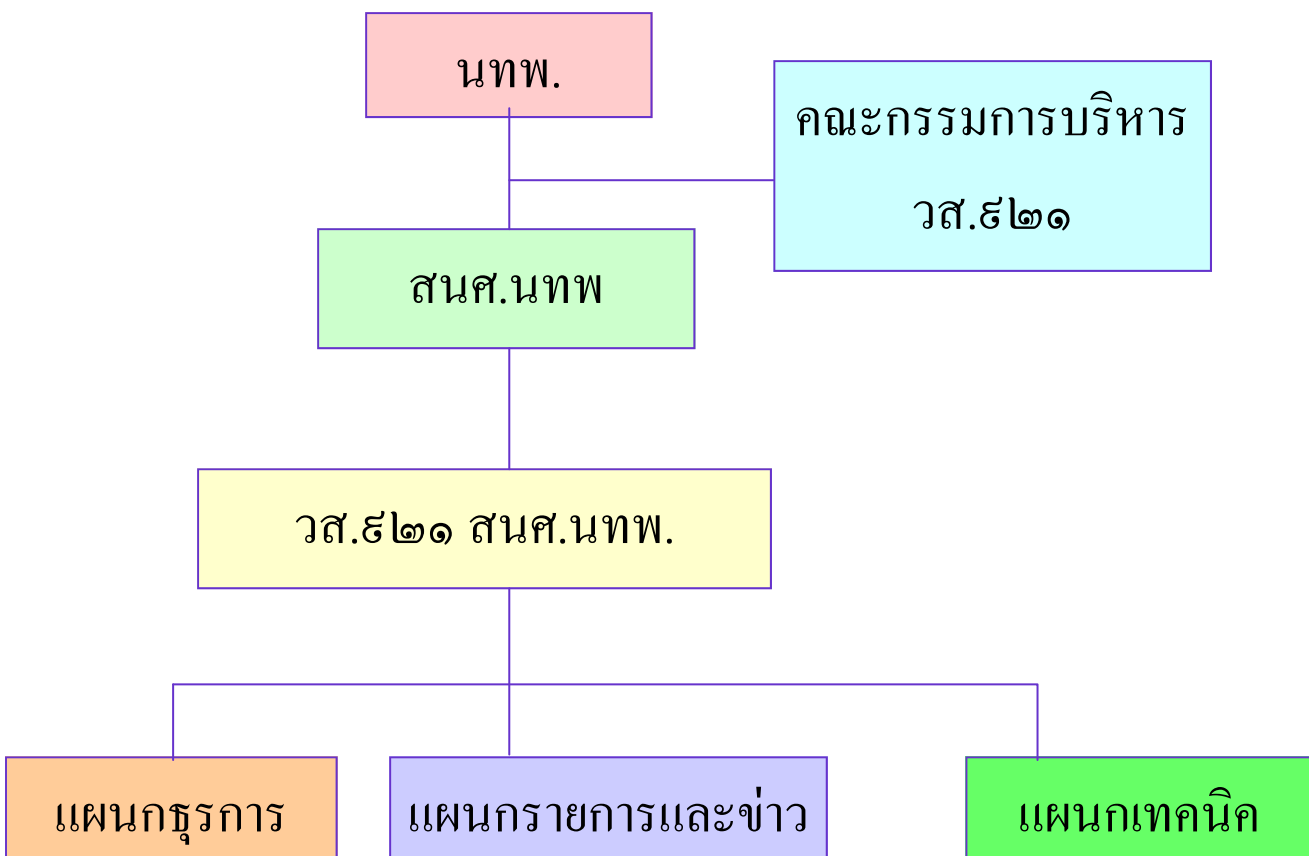 นทพ.
คณะกรรมการบริหาร
วส.๙๒๑
สนศ.นทพ
วส.๙๒๑ สนศ.นทพ.
แผนกธุรการ
แผนกรายการและข่าว
แผนกเทคนิค